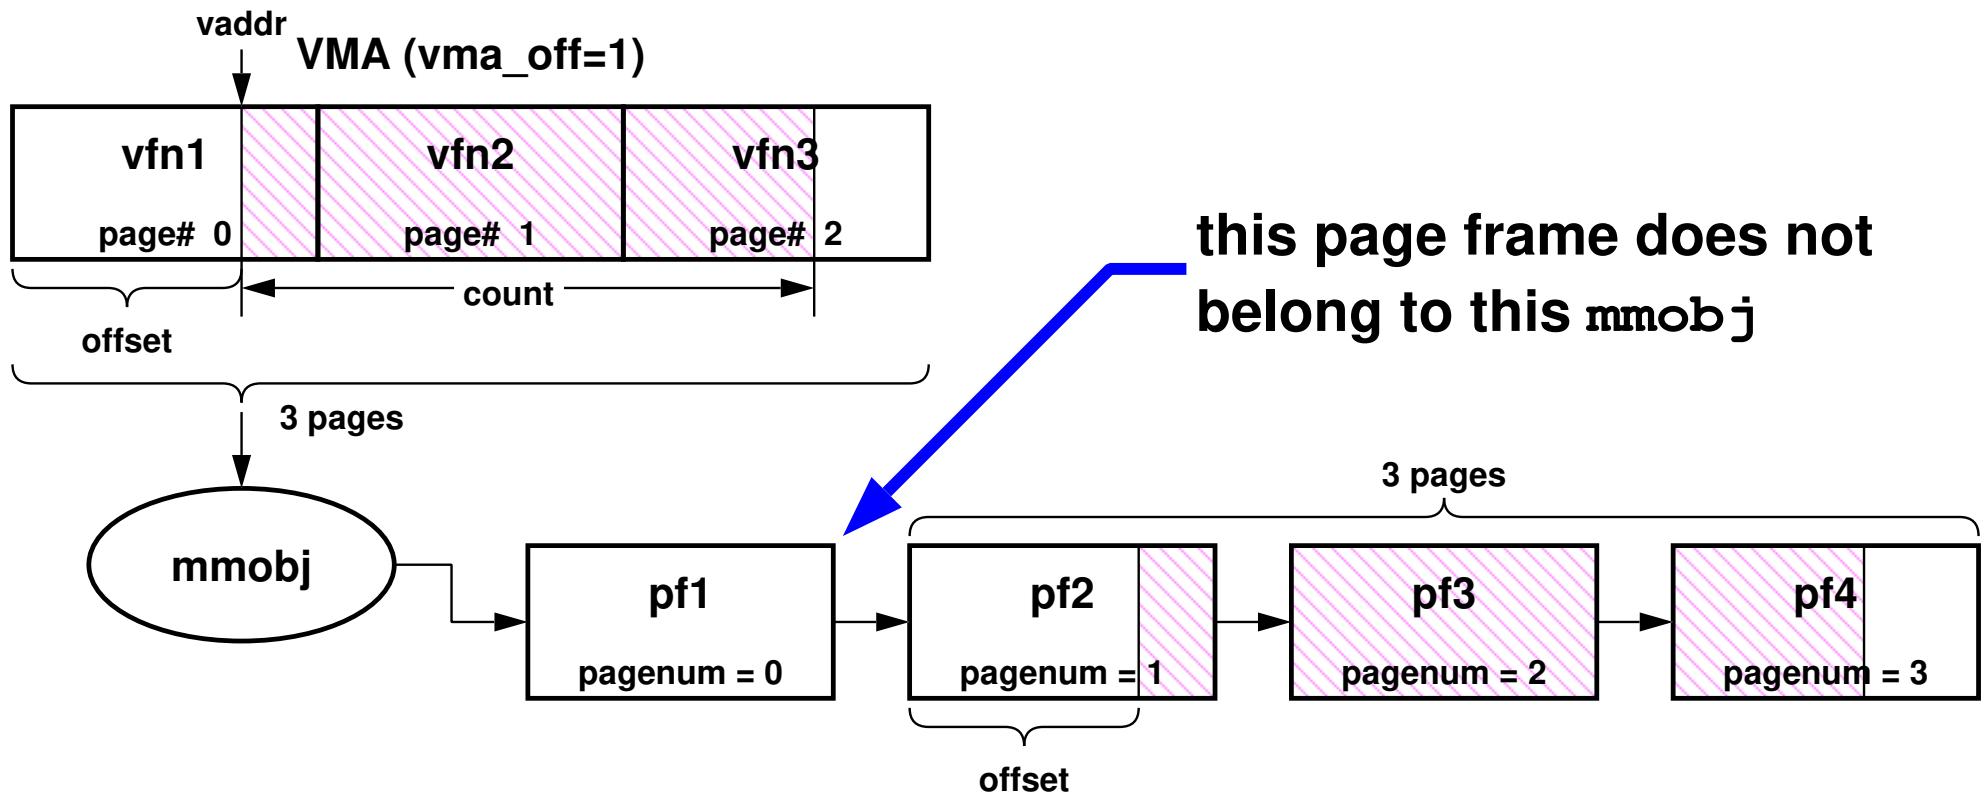 vaddr
VMA (vma_off=1)
vfn1
vfn2
vfn3
page# 0
page# 1
page# 2
count
offset
3 pages
this page frame does not
belong to this mmobj
3 pages
mmobj
pf1
pf2
pf3
pf4
pagenum = 0
pagenum = 1
pagenum = 2
pagenum = 3
offset